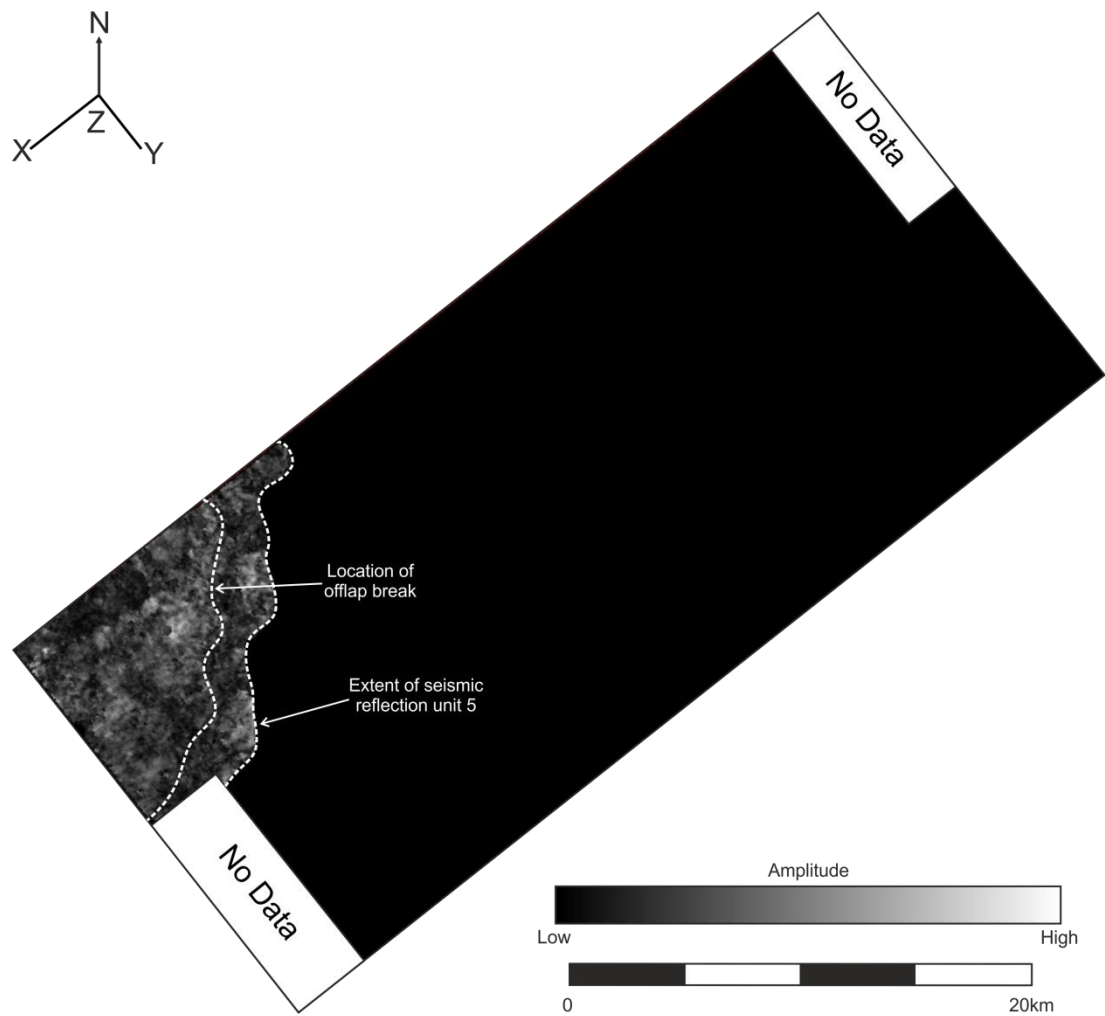 N
X
Z
Y
No Data
Location of
offlap break
Extent of seismic
reflection unit 5
No Data
Amplitude
Low
High
0
20km